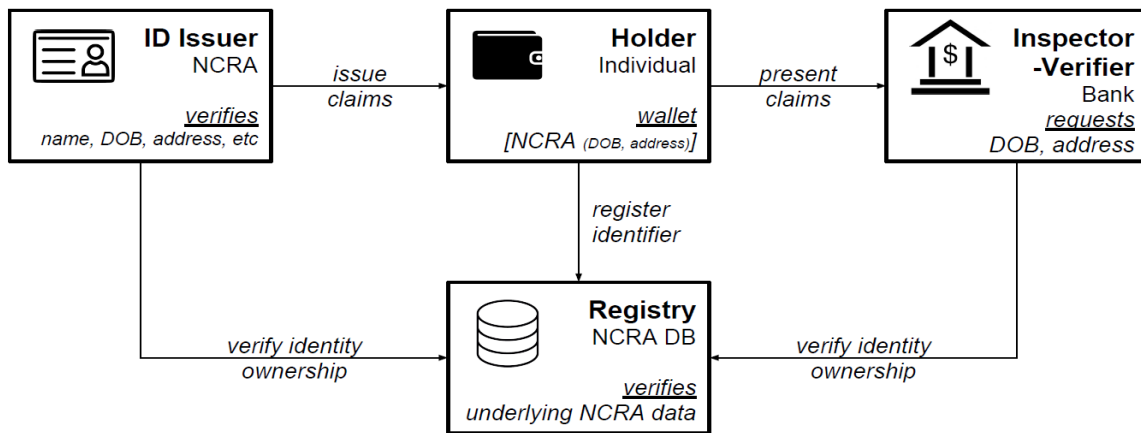 ID Issuer
NCRA
verifies
name, DOB, address, etc
issue
claims
Holder
Individual
wallet
[NCRA (DOB, address)]
present
claims
$
Inspector
-Verifier
Bank
requests
DOB, address
register
identifier
verify identity
ownership
Registry
NCRA DB
verifies
underlying NCRA data
verify identity
ownership